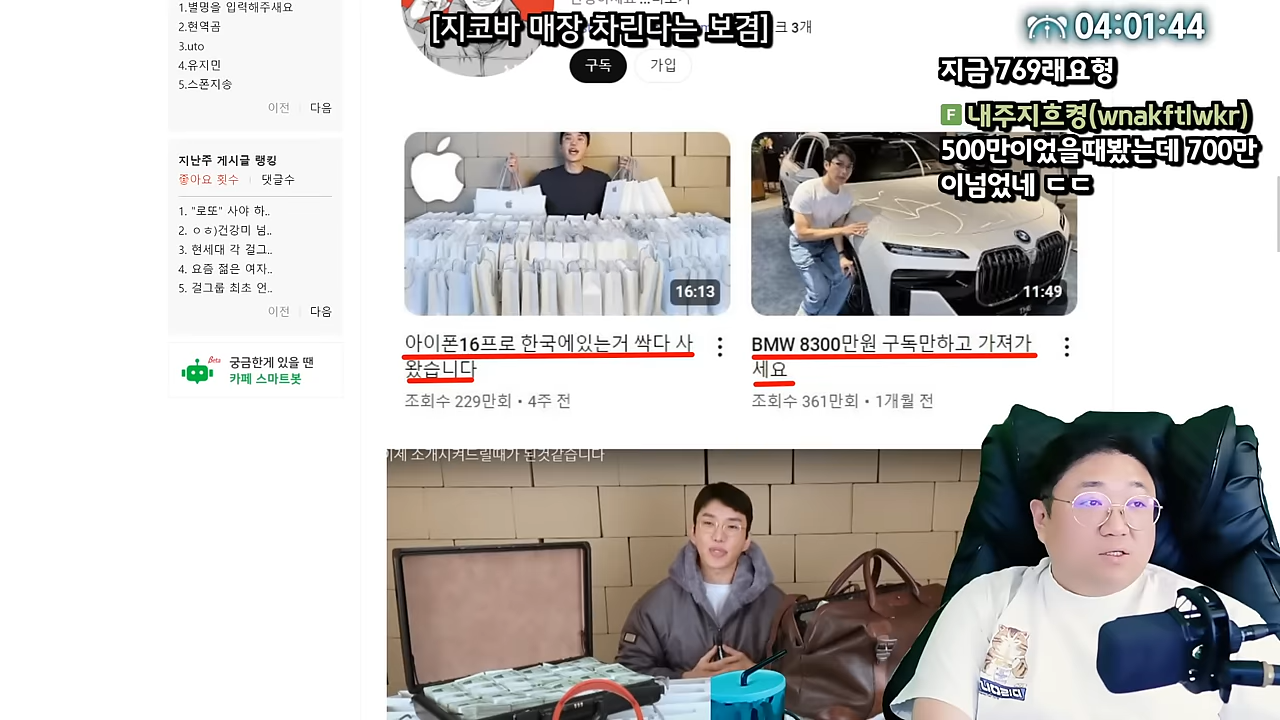 1.별명을 입력해주세요
2.현역곰
3.uto
4.유지민
5.스폰지송
이전 다음
지난주 게시글 랭킹
좋아요 횟수 댓글수
1. "로또" 사야 하..
2. ㅇㅎ)건강미 넘..
3. 현세대 각 걸그..
4. 요즘 젊은 여자..
5. 걸그룹 최초 언..
이전 다음
Beta
궁금한게 있을 땐
카페 스마트봇
[지코바 매장 차린다는 보겸]
크 3개
구독 가입
04:01:44
지금 769래요형
F 내주지흐켱(wnakftlwkr)
500만이었을때봤는데 700만
이넘었네 ㄷㄷ
16:13
11:49
아이폰16프로 한국에있는거 싹다 사
왔습니다
조회수 229만회 • 4주 전
BMW 8300만원 구독만하고 가져가
세요
조회수 361만회 • 1개월 전
이제 소개시켜드릴때가 된것같습니다